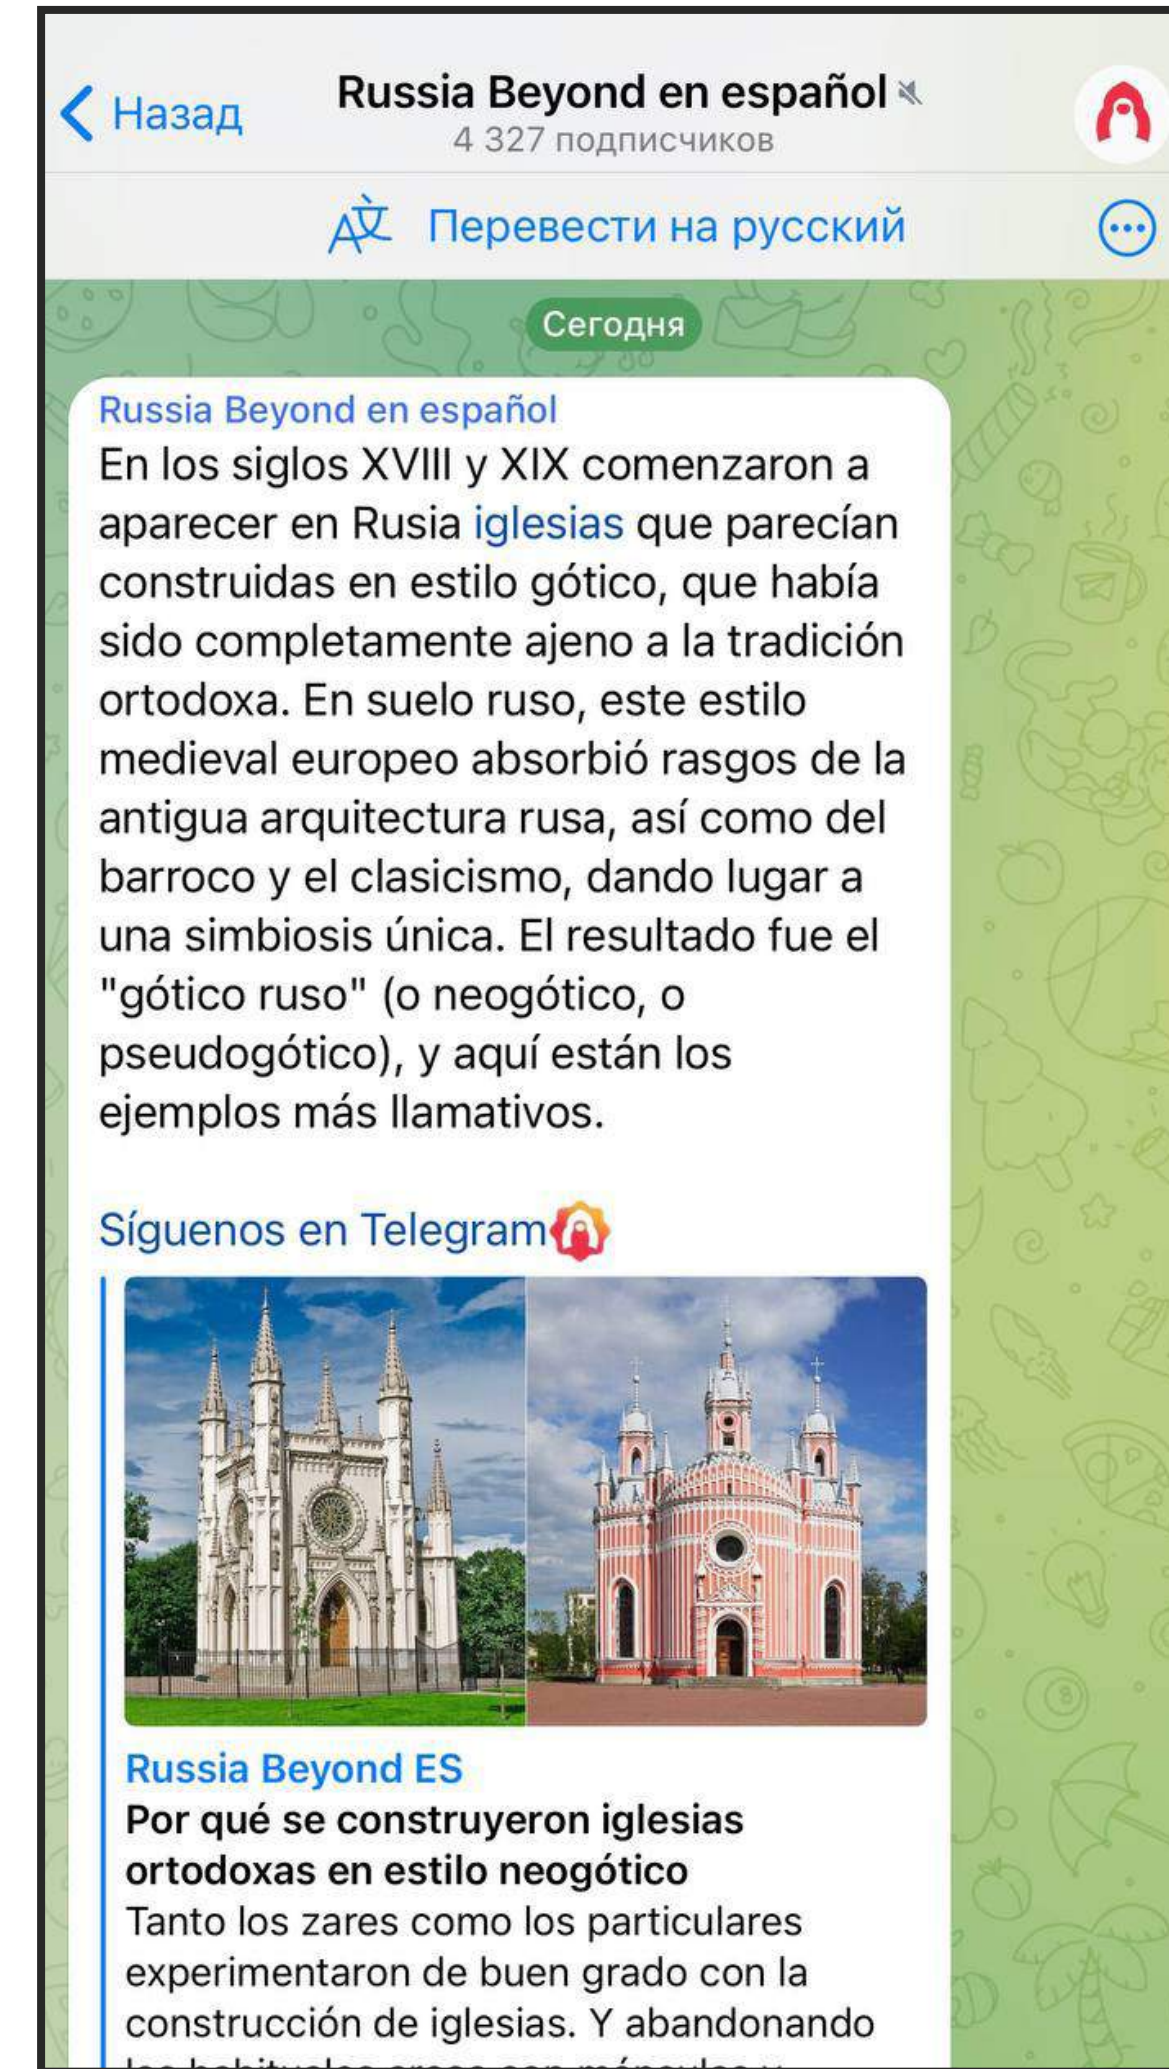 Назад
Russia Beyond en español
4 327 подписчиков
Перевести на русский
Сегодня
Russia Beyond en español
En los siglos XVIII y XIX comenzaron a
aparecer en Rusia iglesias que parecían
construidas en estilo gótico, que había
sido completamente ajeno a la tradición
ortodoxa. En suelo ruso, este estilo
medieval europeo absorbió rasgos de la
antigua arquitectura rusa, así como del
barroco y el clasicismo, dando lugar a
una simbiosis única. El resultado fue el
"gótico ruso" (o neogótico, o
pseudogótico), y aquí están los
ejemplos más llamativos.
Síguenos en Telegram
Russia Beyond ES
Por qué se construyeron iglesias
ortodoxas en estilo neogótico
Tanto los zares como los particulares
experimentaron de buen grado con la
construcción de iglesias. Y abandonando